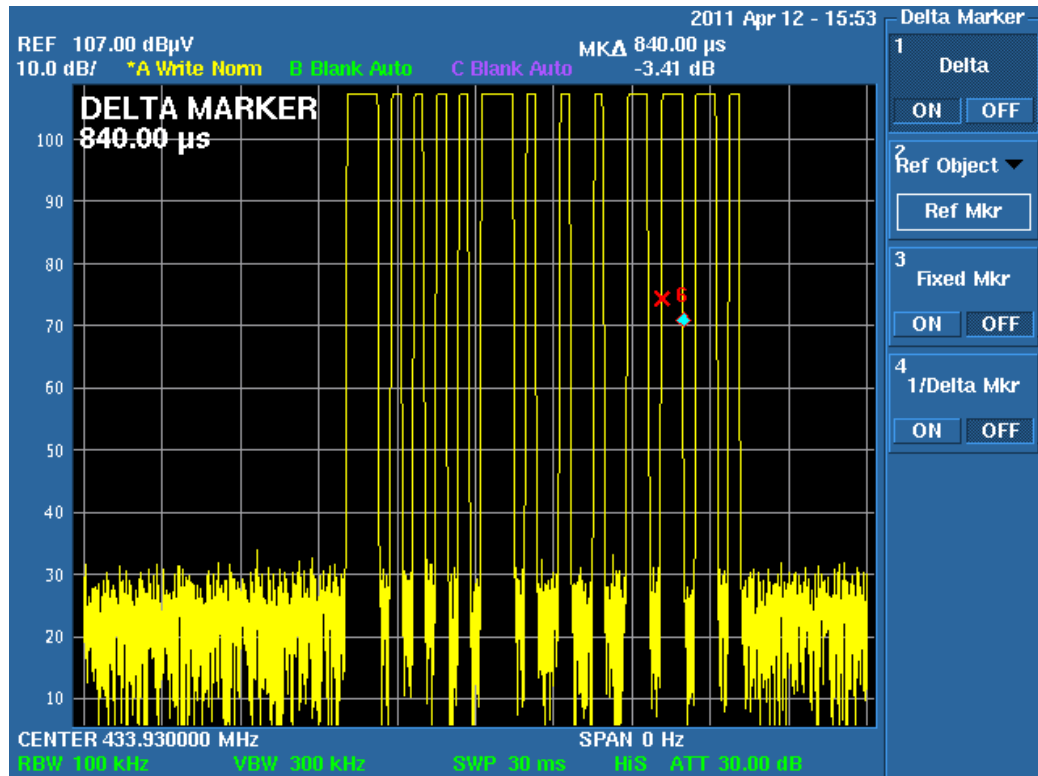 2011 Apr 12 - 15:53
REF 107.00 dBµV
MKΔ 840.00 µs
10.0 dB/ *A Write Norm B Blank Auto C Blank Auto -3.41 dB
DELTA MARKER
840.00 µs
100
90
80
70
60
50
40
30
20
10
6
CENTER 433.930000 MHz SPAN 0 Hz
RBW 100 kHz VBW 300 kHz SWP 30 ms HiS ATT 30.00 dB
Delta Marker
1
Delta
ON OFF
2
Ref Object
Ref Mkr
3
Fixed Mkr
ON OFF
4
1/Delta Mkr
ON OFF